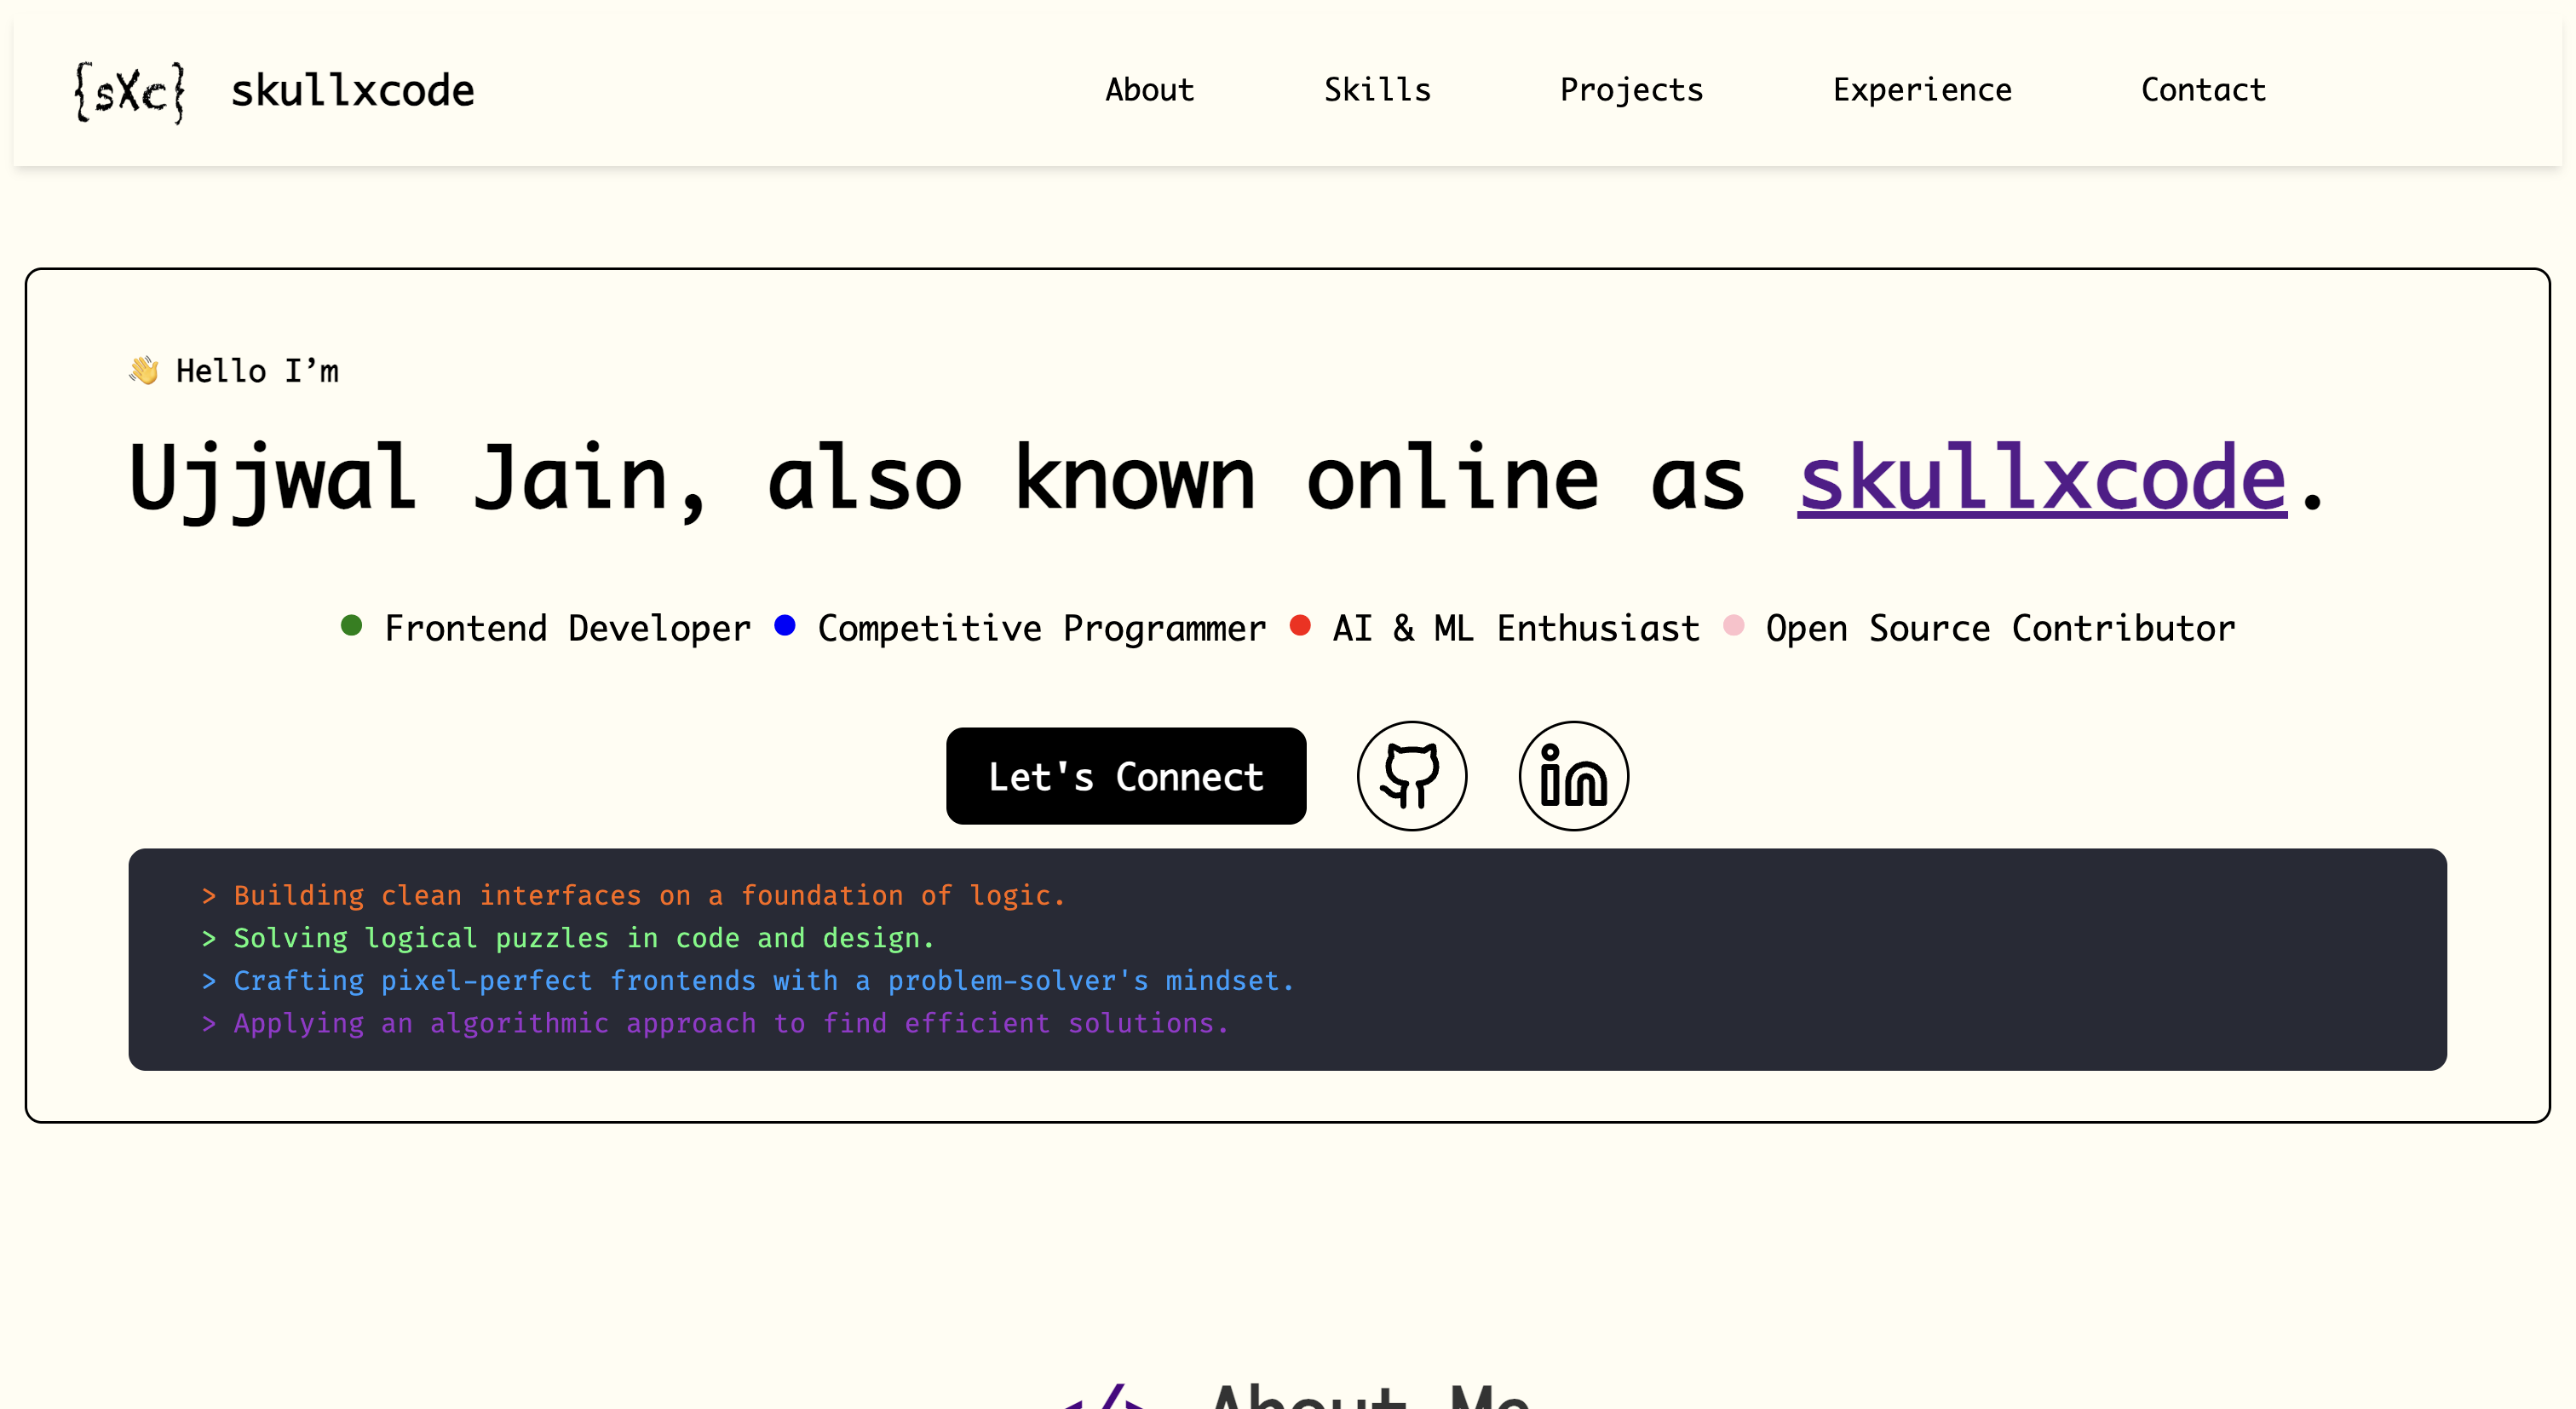 {sXc} skullxcode About Skills Projects Experience Contact
👋 Hello I’m
Ujjwal Jain, also known online as skullxcode.
Frontend Developer Competitive Programmer AI & ML Enthusiast Open Source Contributor
Let's Connect in
> Building clean interfaces on a foundation of logic.
> Solving logical puzzles in code and design.
> Crafting pixel-perfect frontends with a problem-solver's mindset.
> Applying an algorithmic approach to find efficient solutions.
</> About Me